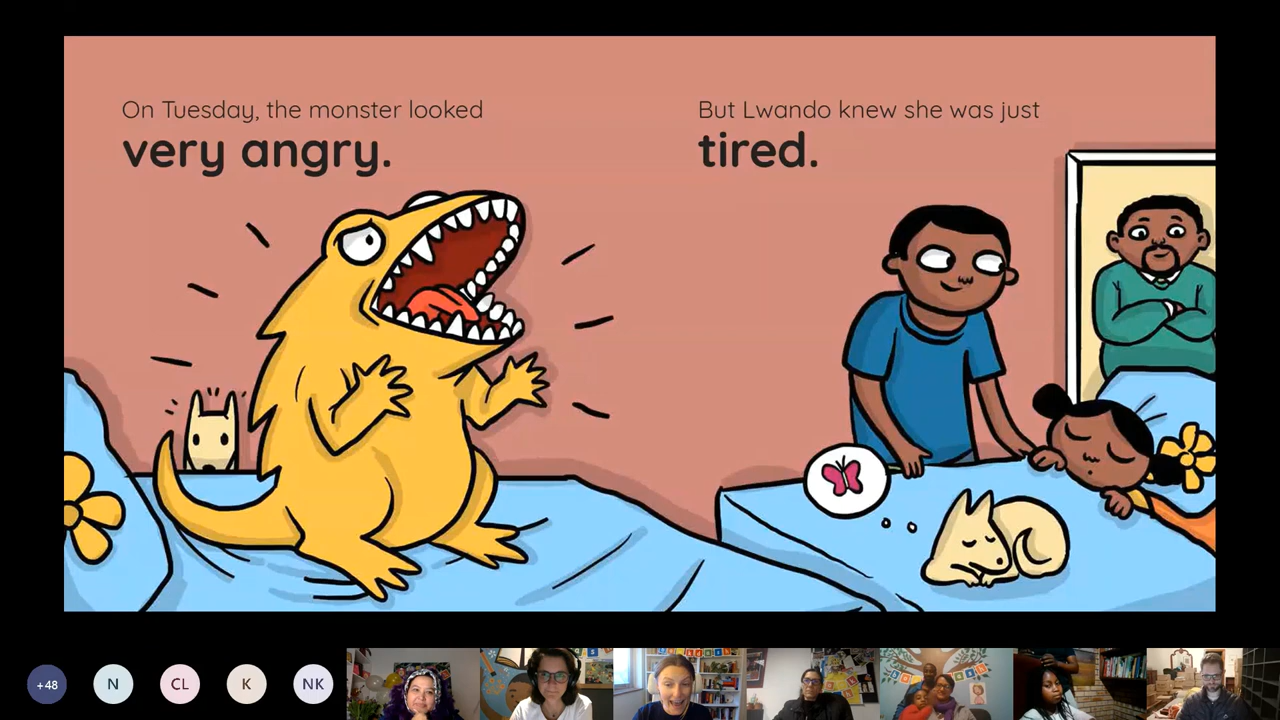 On Tuesday, the monster looked
very angry.
But Lwando knew she was just
tired.
+48
N
CL
K
NK